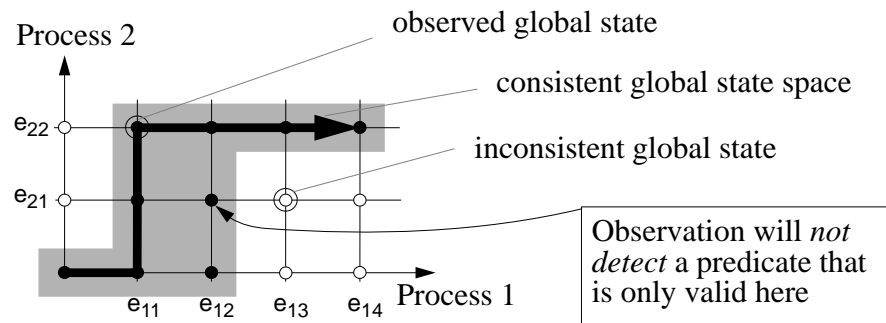 observed global state
Process 2
consistent global state space
e22
inconsistent global state
e21
Observation will not
detect a predicate that
is only valid here
Process 1
e11 e12 e13 e14